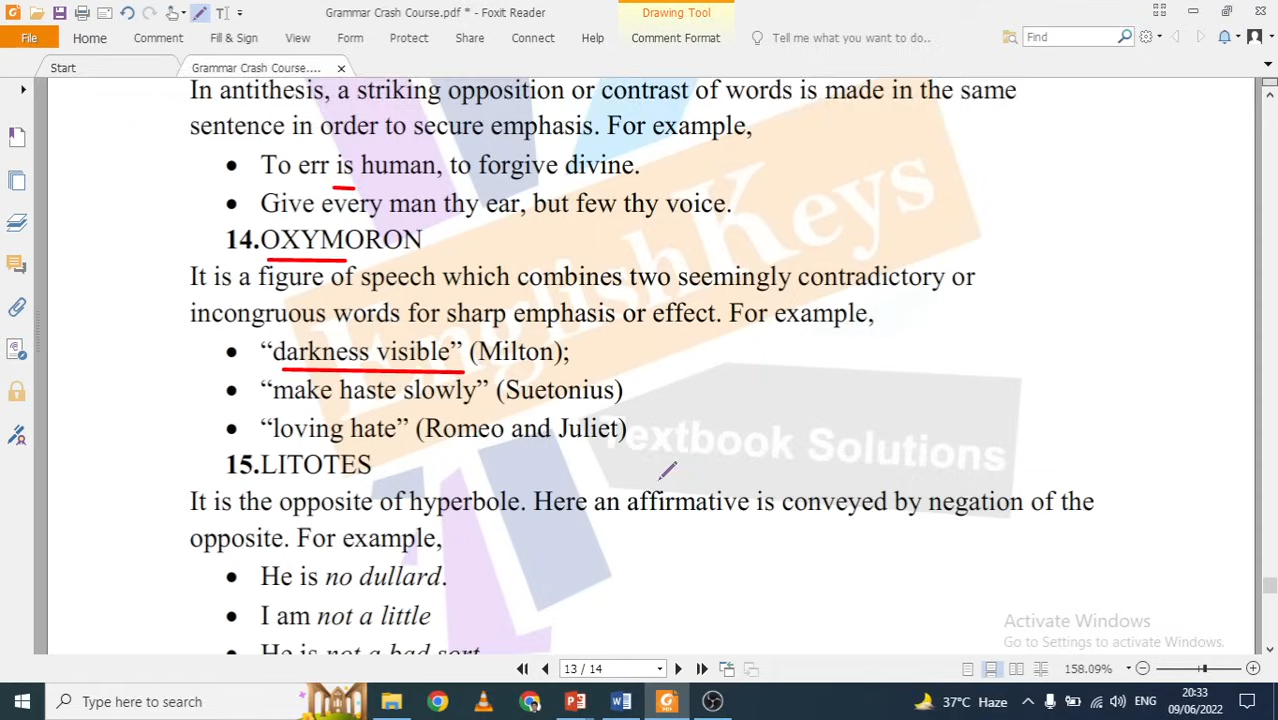 Grammar Crash Course.pdf * - Foxit Reader
Drawing Tool
File
Home
Comment
Fill & Sign
View
Form
Protect
Share
Connect
Help
Comment Format
Tell me what you want to do..
Find
Start
Grammar Crash Course....
In antithesis, a striking opposition or contrast of words is made in the same
sentence in order to secure emphasis. For example,
• To err is human, to forgive divine.
• Give every man thy ear, but few thy voice.
14.OXYMORON
It is a figure of speech which combines two seemingly contradictory or
incongruous words for sharp emphasis or effect. For example,
• “darkness visible” (Milton);
• “make haste slowly” (Suetonius)
• “loving hate” (Romeo and Juliet)
15.LITOTES
It is the opposite of hyperbole. Here an affirmative is conveyed by negation of the
opposite. For example,
• He is no dullard.
• I am not a little
• He is not a bad sort
EnglishKeys
Textbook Solutions
Activate Windows
Go to Settings to activate Windows.
13 / 14
158.09%
Type here to search
37°C Haze
ENG
20:33
09/06/2022